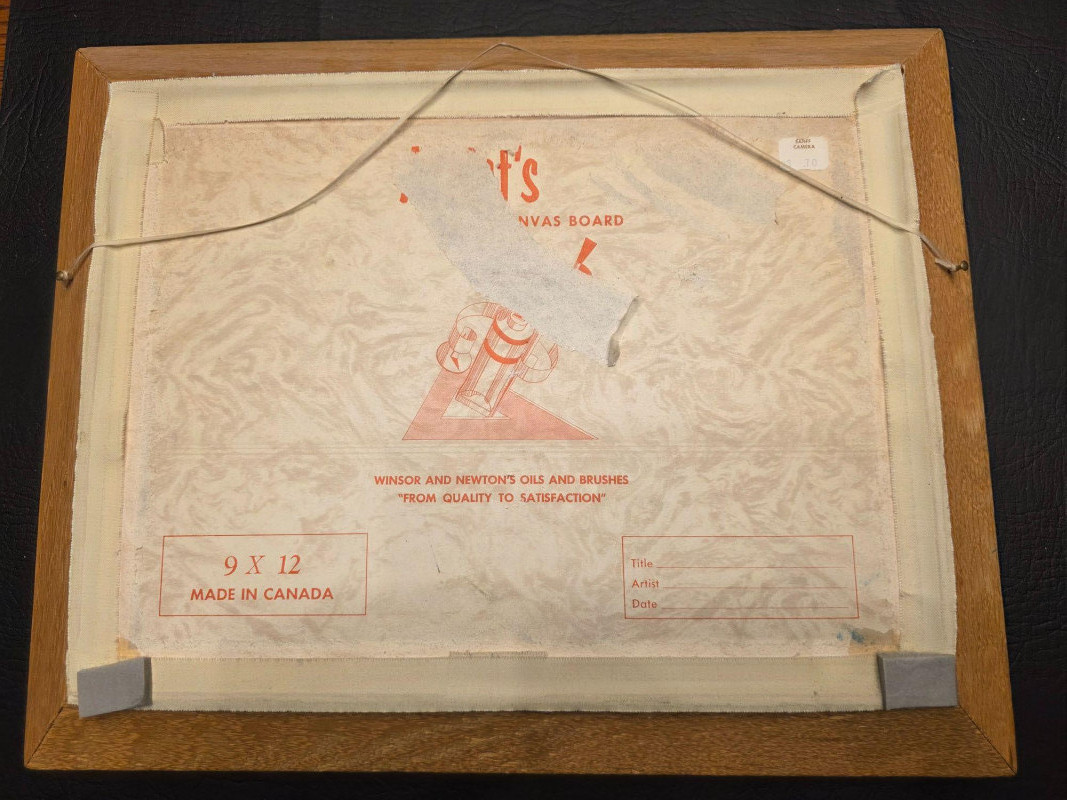 t's
NVAS BOARD
CANADA
WINSOR AND NEWTON'S OILS AND BRUSHES
"FROM QUALITY TO SATISFACTION"
9 X 12
MADE IN CANADA
Title
Artist
Date